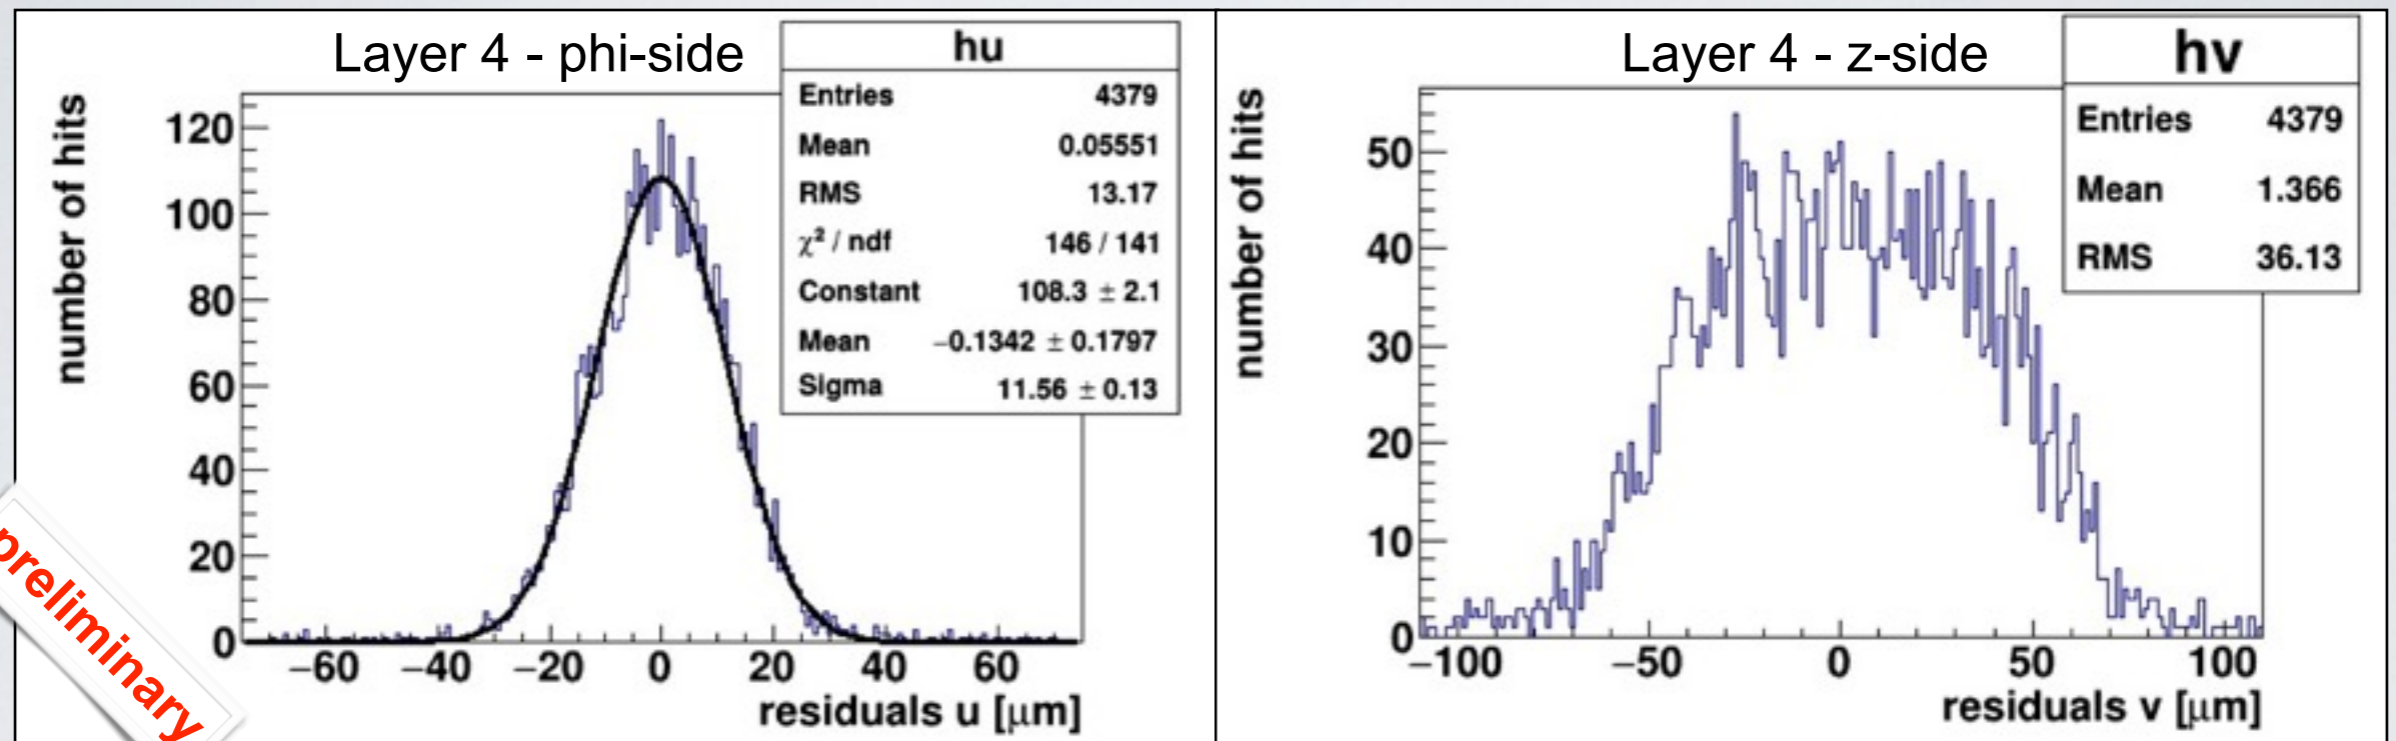 Layer 4 - phi-side
hu
Entries 4379
Mean 0.05551
RMS 13.17
χ² / ndf 146 / 141
Constant 108.3 ± 2.1
Mean −0.1342 ± 0.1797
Sigma 11.56 ± 0.13
number of hits
120
100
80
60
40
20
0
−60 −40 −20 0 20 40 60
residuals u [μm]
preliminary
Layer 4 - z-side
hv
Entries 4379
Mean 1.366
RMS 36.13
number of hits
50
40
30
20
10
0
−100 −50 0 50 100
residuals v [μm]